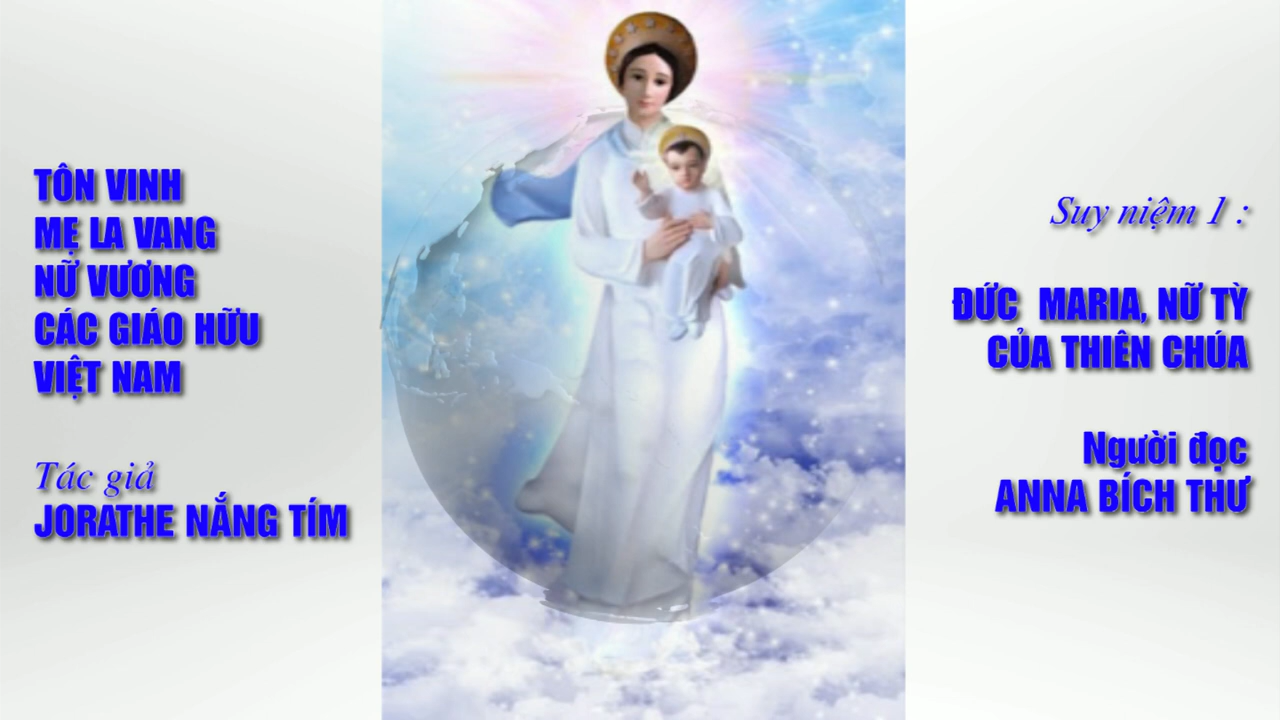 TÔN VINH
MẸ LA VANG
NỮ VƯƠNG
CÁC GIÁO HỮU
VIỆT NAM
Tác giả
JORATHE NẮNG TÍM
Suy niệm 1 :
ĐỨC MARIA, NỮ TỲ
CỦA THIÊN CHÚA
Người đọc
ANNA BÍCH THƯ